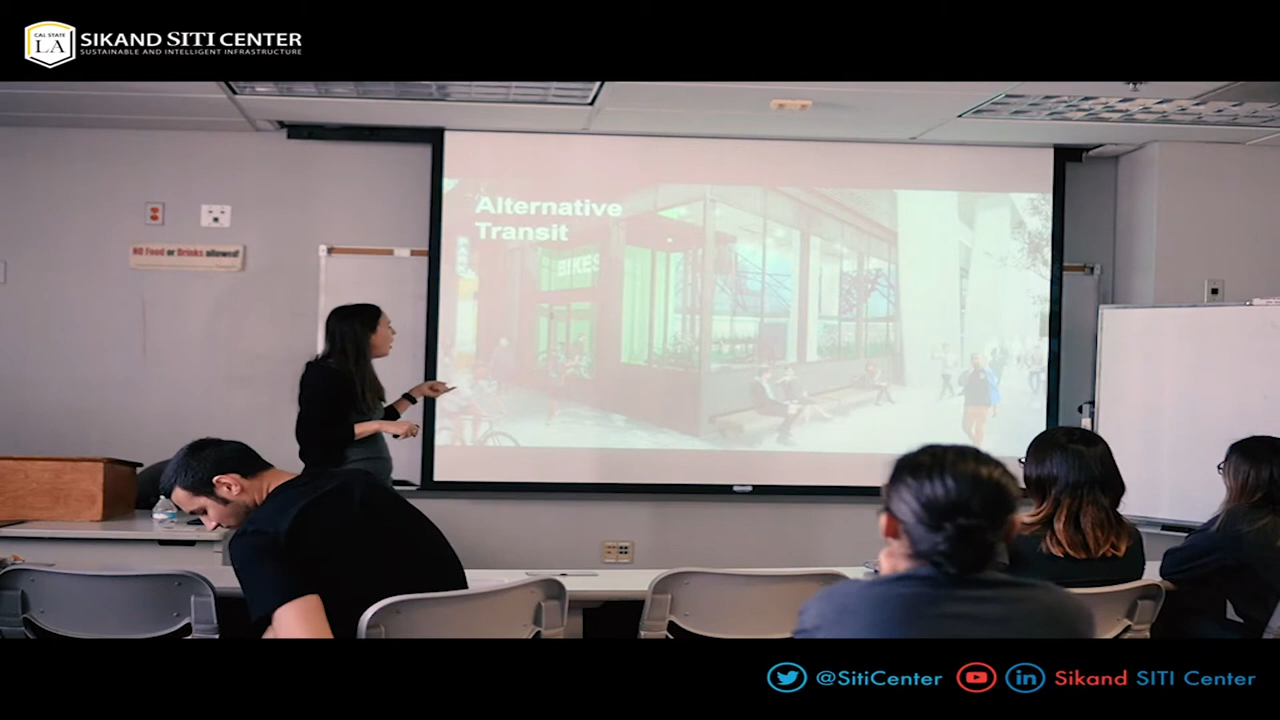 CAL STATE
LA
SIKAND SITI CENTER
SUSTAINABLE AND INTELLIGENT INFRASTRUCTURE
Alternative
Transit
BIKES
NO Food or Drinks allowed!
@SitiCenter
in
Sikand SITI Center